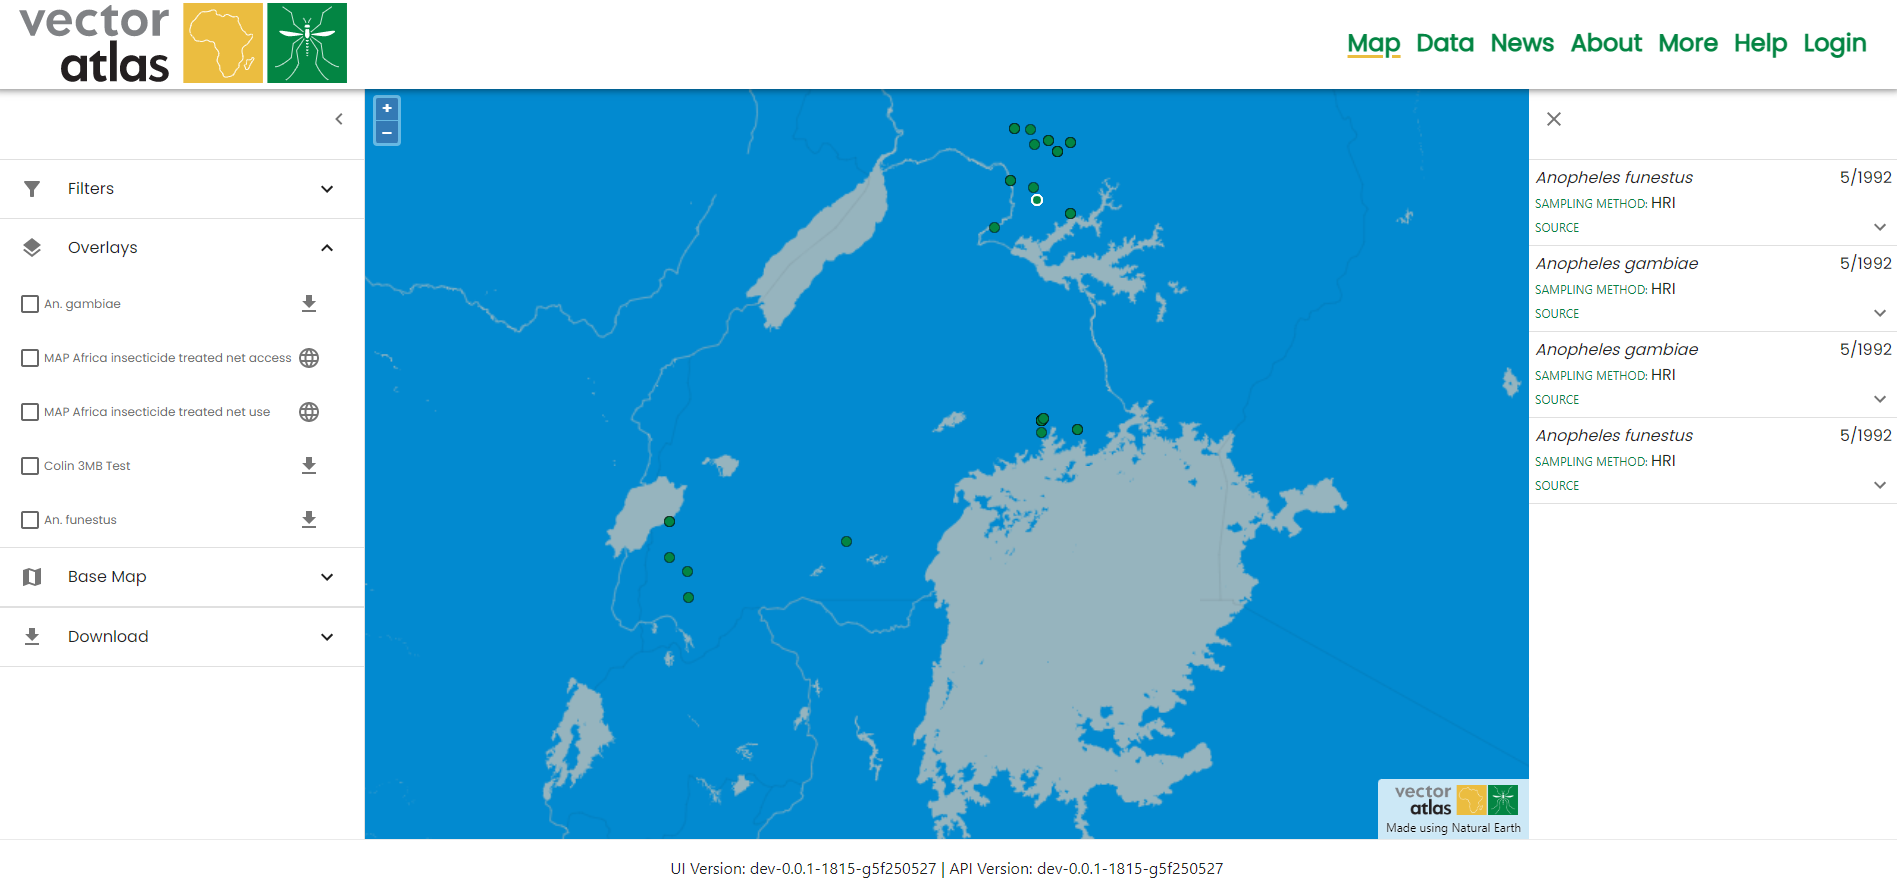 vector
atlas
Map Data News About More Help Login
+
−
Filters
Overlays
An. gambiae
MAP Africa insecticide treated net access
MAP Africa insecticide treated net use
Colin 3MB Test
An. funestus
Base Map
Download
Anopheles funestus 5/1992
SAMPLING METHOD: HRI
SOURCE
Anopheles gambiae 5/1992
SAMPLING METHOD: HRI
SOURCE
Anopheles gambiae 5/1992
SAMPLING METHOD: HRI
SOURCE
Anopheles funestus 5/1992
SAMPLING METHOD: HRI
SOURCE
vector
atlas
Made using Natural Earth
UI Version: dev-0.0.1-1815-g5f250527 | API Version: dev-0.0.1-1815-g5f250527